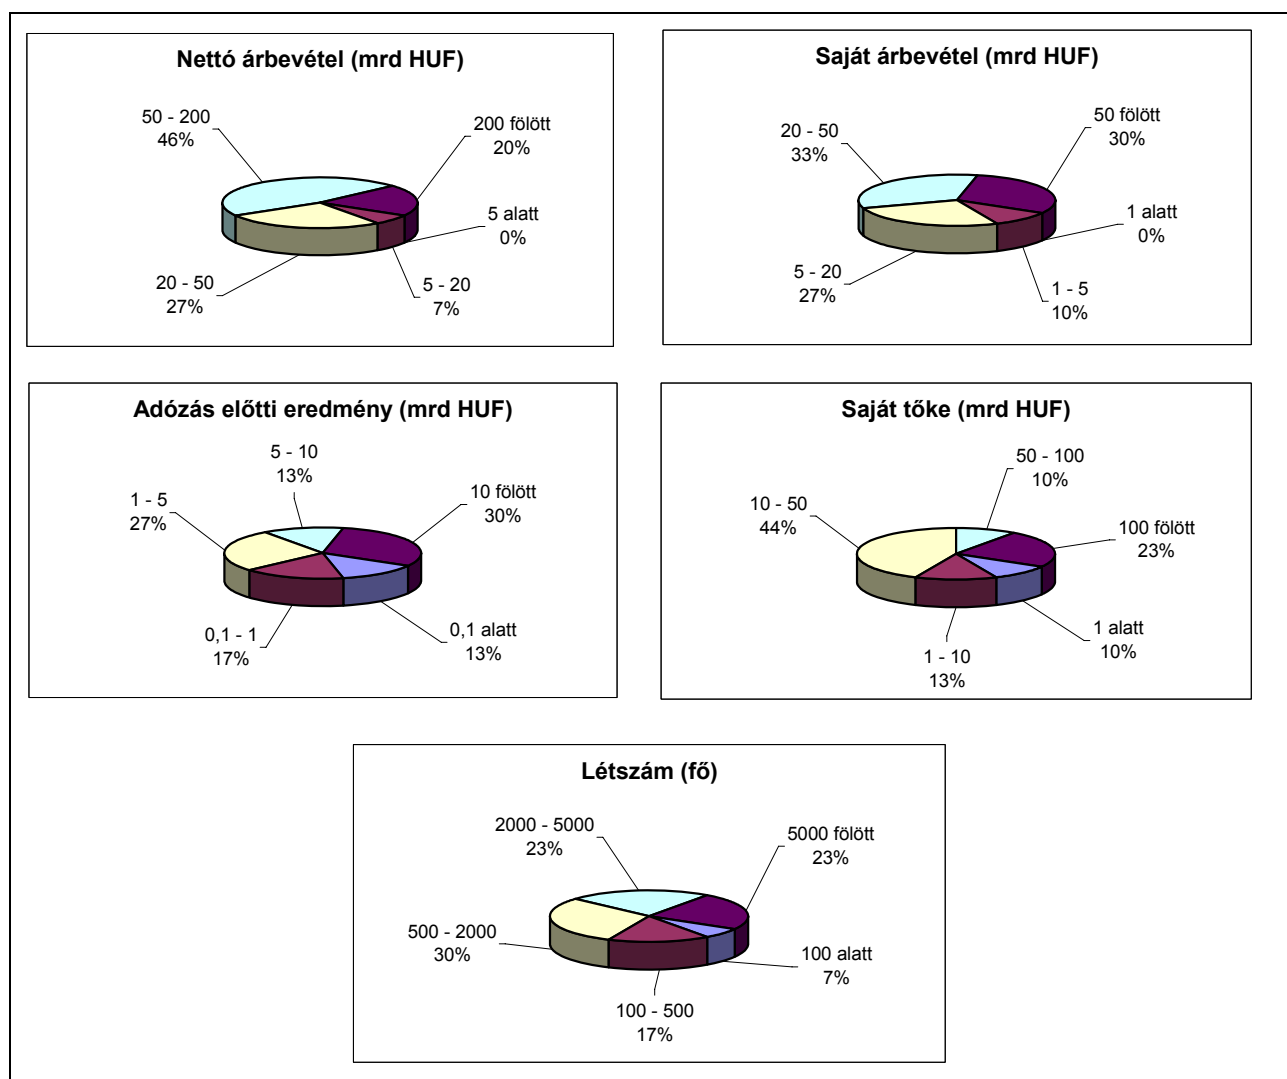 Nettó árbevétel (mrd HUF)
50 - 200
46%
200 fölött
20%
5 alatt
0%
20 - 50
27%
5 - 20
7%
Saját árbevétel (mrd HUF)
20 - 50
33%
50 fölött
30%
1 alatt
0%
5 - 20
27%
1 - 5
10%
Adózás előtti eredmény (mrd HUF)
5 - 10
13%
1 - 5
27%
10 fölött
30%
0,1 - 1
17%
0,1 alatt
13%
Saját tőke (mrd HUF)
50 - 100
10%
10 - 50
44%
100 fölött
23%
1 alatt
10%
1 - 10
13%
Létszám (fő)
2000 - 5000
23%
5000 fölött
23%
500 - 2000
30%
100 alatt
7%
100 - 500
17%